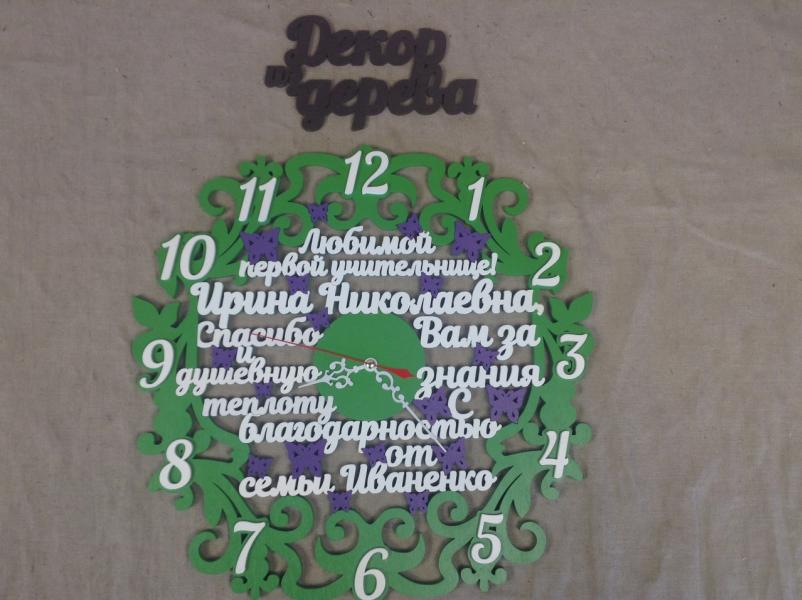 Декор
из
дерева
12
11
1
10
2
9
3
8
4
7
5
6
Любимой
первой учительнице!
Ирина Николаевна,
Спасибо Вам за
и
душевную знания
теплоту С
благодарностью
от
семьи Иваненко